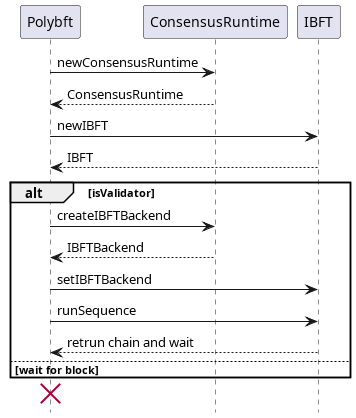 Polybft ConsensusRuntime IBFT
newConsensusRuntime
ConsensusRuntime
newIBFT
IBFT
alt [isValidator]
createIBFTBackend
IBFTBackend
setIBFTBackend
runSequence
retrun chain and wait
[wait for block]